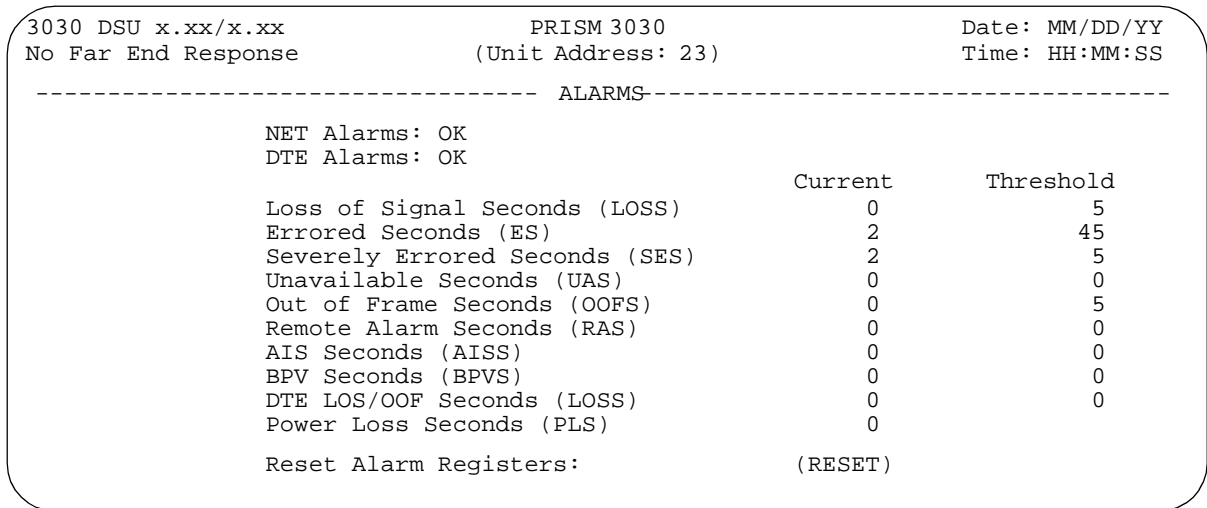 3030 DSU x.xx/x.xx PRISM 3030 Date: MM/DD/YY
No Far End Response (Unit Address: 23) Time: HH:MM:SS
----------------------------------- ALARMS-------------------------------------
NET Alarms: OK
DTE Alarms: OK
Current Threshold
Loss of Signal Seconds (LOSS) 0 5
Errored Seconds (ES) 2 45
Severely Errored Seconds (SES) 2 5
Unavailable Seconds (UAS) 0 0
Out of Frame Seconds (OOFS) 0 5
Remote Alarm Seconds (RAS) 0 0
AIS Seconds (AISS) 0 0
BPV Seconds (BPVS) 0 0
DTE LOS/OOF Seconds (LOSS) 0 0
Power Loss Seconds (PLS) 0
Reset Alarm Registers: (RESET)